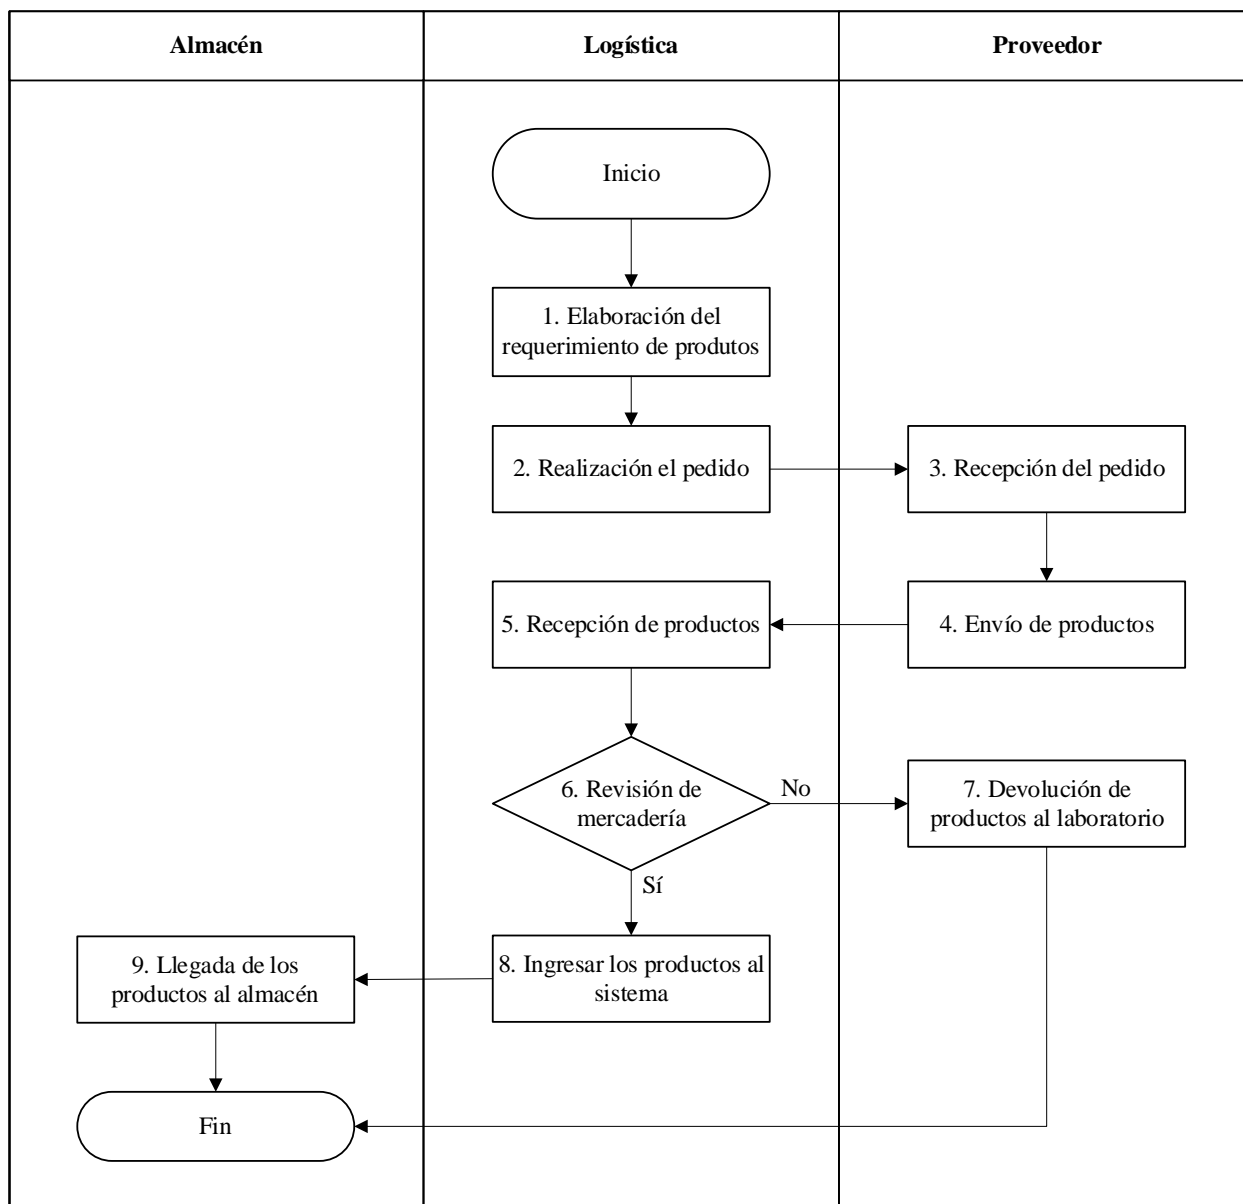 Almacén
Logística
Proveedor
Inicio
1. Elaboración del
requerimiento de produtos
2. Realización el pedido
3. Recepción del pedido
5. Recepción de productos
4. Envío de productos
6. Revisión de
mercadería
No
7. Devolución de
productos al laboratorio
Sí
9. Llegada de los
productos al almacén
8. Ingresar los productos al
sistema
Fin